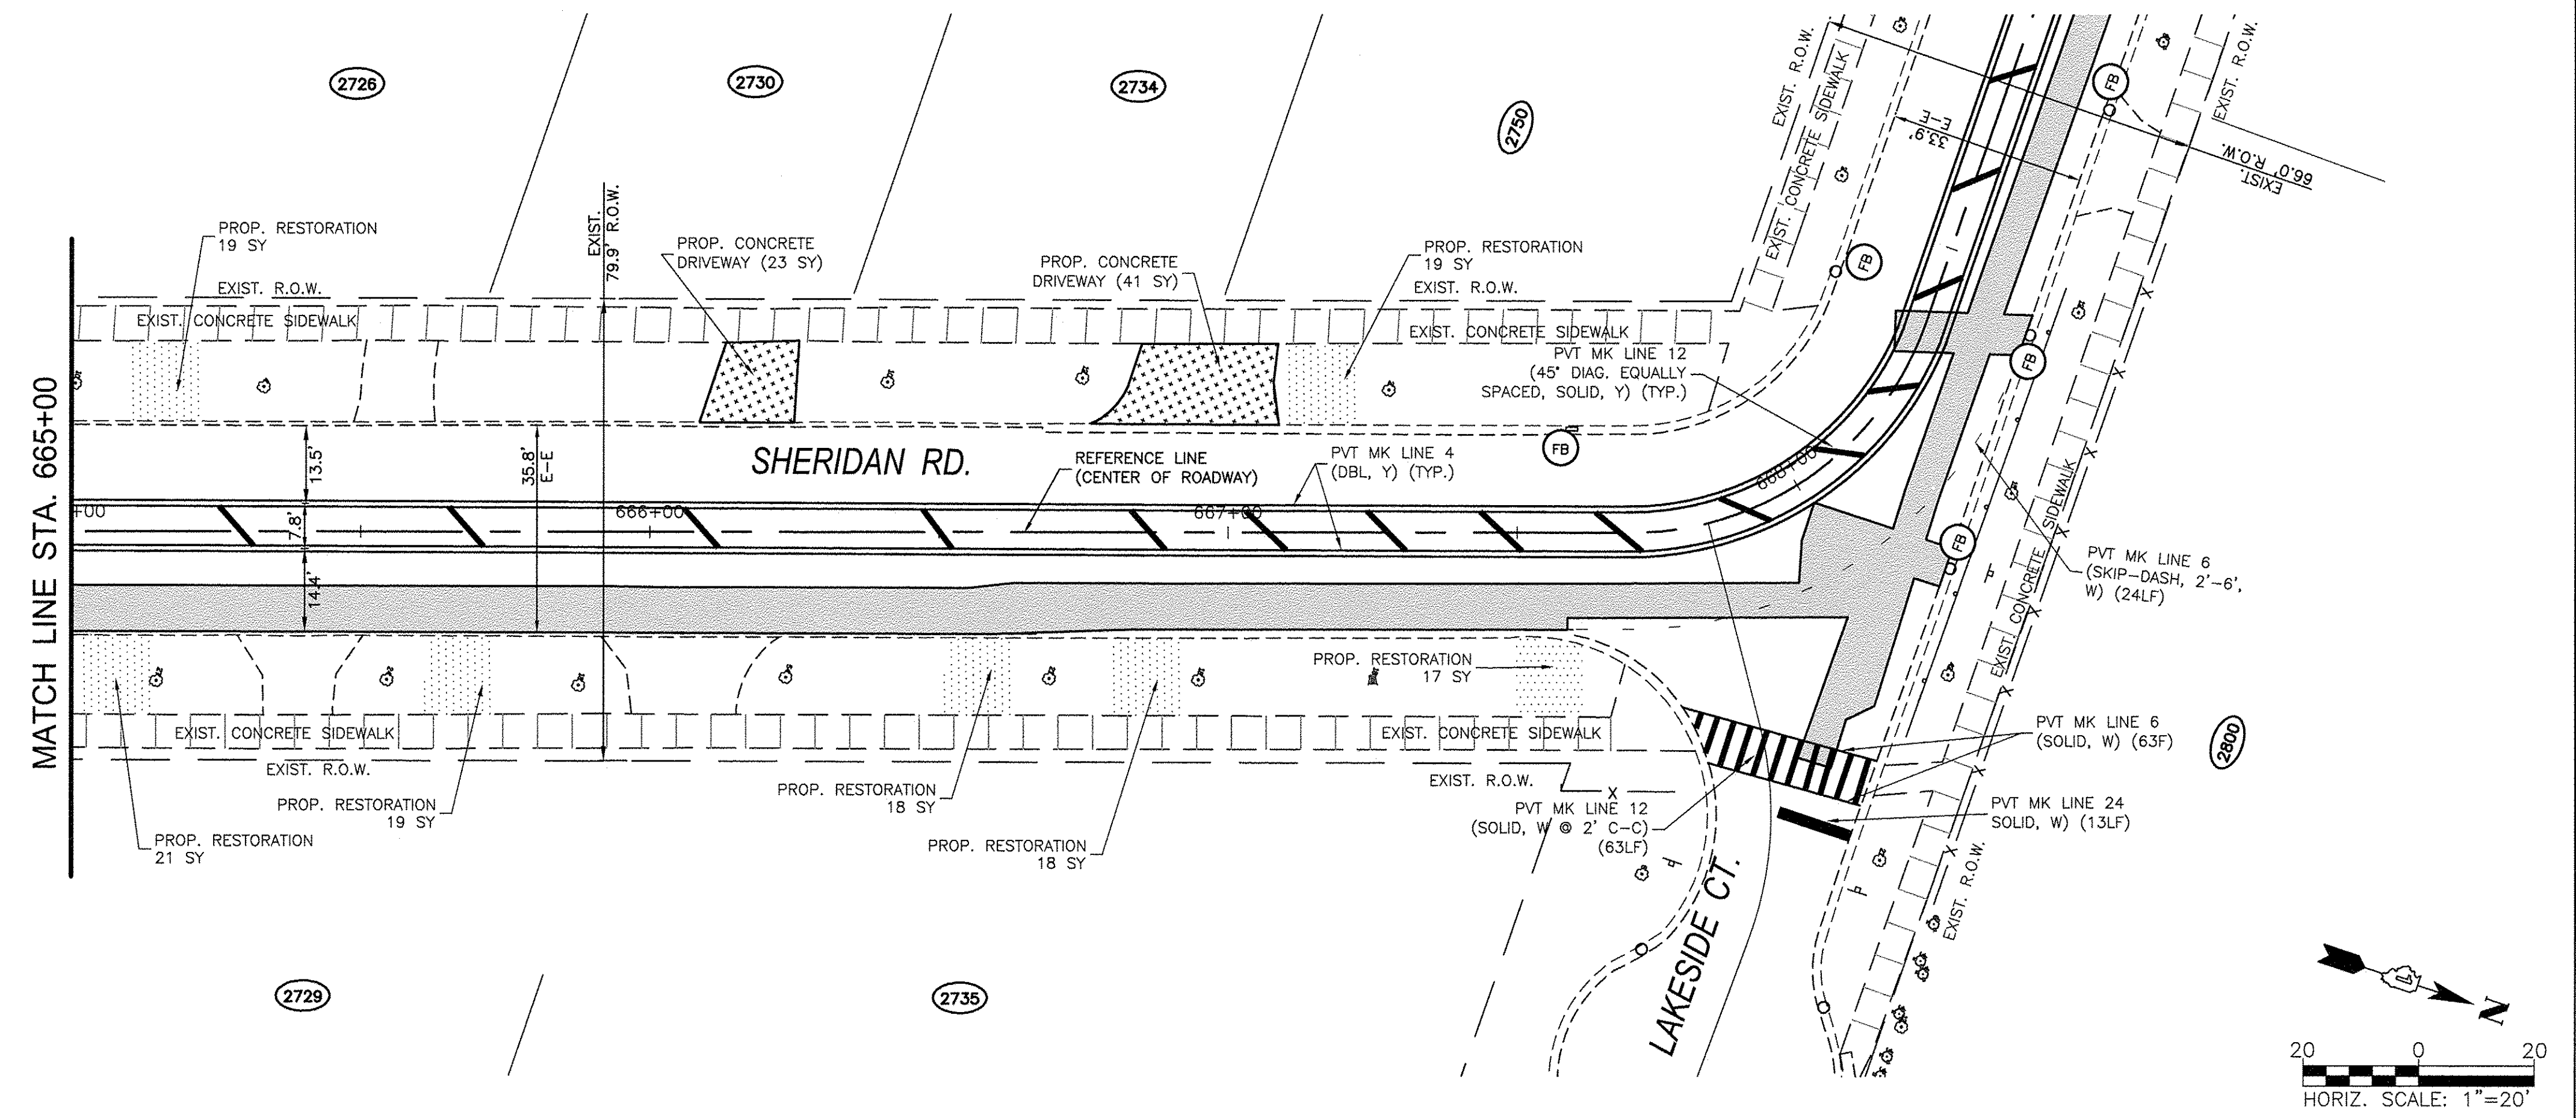 2726
2730
2734
2750
EXIST. R.O.W.
EXIST. CONCRETE SIDEWALK
33.9'
E-E
FB
EXIST. R.O.W.
EXIST.
66.0' R.O.W.
PROP. RESTORATION
19 SY
EXIST.
79.9' R.O.W.
PROP. CONCRETE
DRIVEWAY (23 SY)
PROP. CONCRETE
DRIVEWAY (41 SY)
PROP. RESTORATION
19 SY
FB
EXIST. R.O.W.
EXIST. R.O.W.
EXIST. CONCRETE SIDEWALK
EXIST. CONCRETE SIDEWALK
PVT MK LINE 12
(45° DIAG. EQUALLY
SPACED, SOLID, Y) (TYP.)
FB
MATCH LINE STA. 665+00
13.5'
35.8'
E-E
SHERIDAN RD.
REFERENCE LINE
(CENTER OF ROADWAY)
PVT MK LINE 4
(DBL, Y) (TYP.)
FB
668+00
+00
7.8'
666+00
667+00
FB
14.4'
PVT MK LINE 6
(SKIP-DASH, 2'-6',
W) (24LF)
EXIST. CONCRETE SIDEWALK
PROP. RESTORATION
17 SY
EXIST. CONCRETE SIDEWALK
EXIST. CONCRETE SIDEWALK
PVT MK LINE 6
(SOLID, W) (63F)
2800
EXIST. R.O.W.
EXIST. R.O.W.
PROP. RESTORATION
19 SY
PROP. RESTORATION
18 SY
PROP. RESTORATION
21 SY
PROP. RESTORATION
18 SY
PVT MK LINE 12
(SOLID, W @ 2' C-C)
(63LF)
PVT MK LINE 24
SOLID, W) (13LF)
EXIST. R.O.W.
LAKESIDE CT.
2729
2735
N
20 0 20
HORIZ. SCALE: 1"=20'